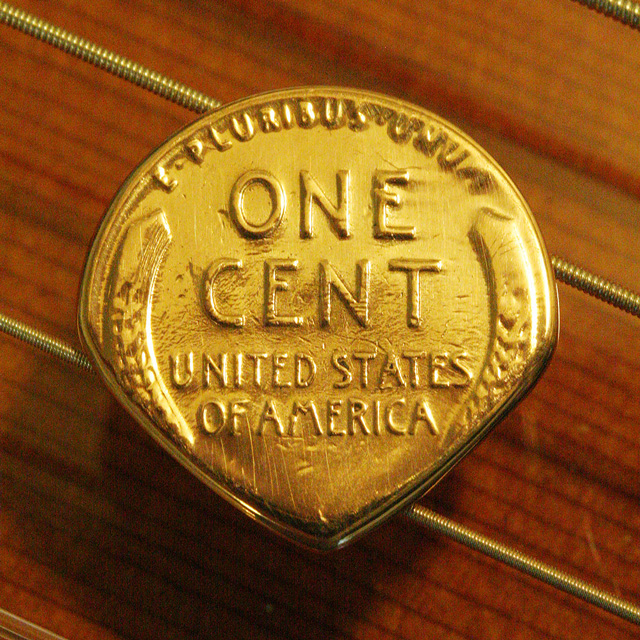 E·PLURIBUS·UNUM
ONE
CENT
UNITED STATES
OF AMERICA